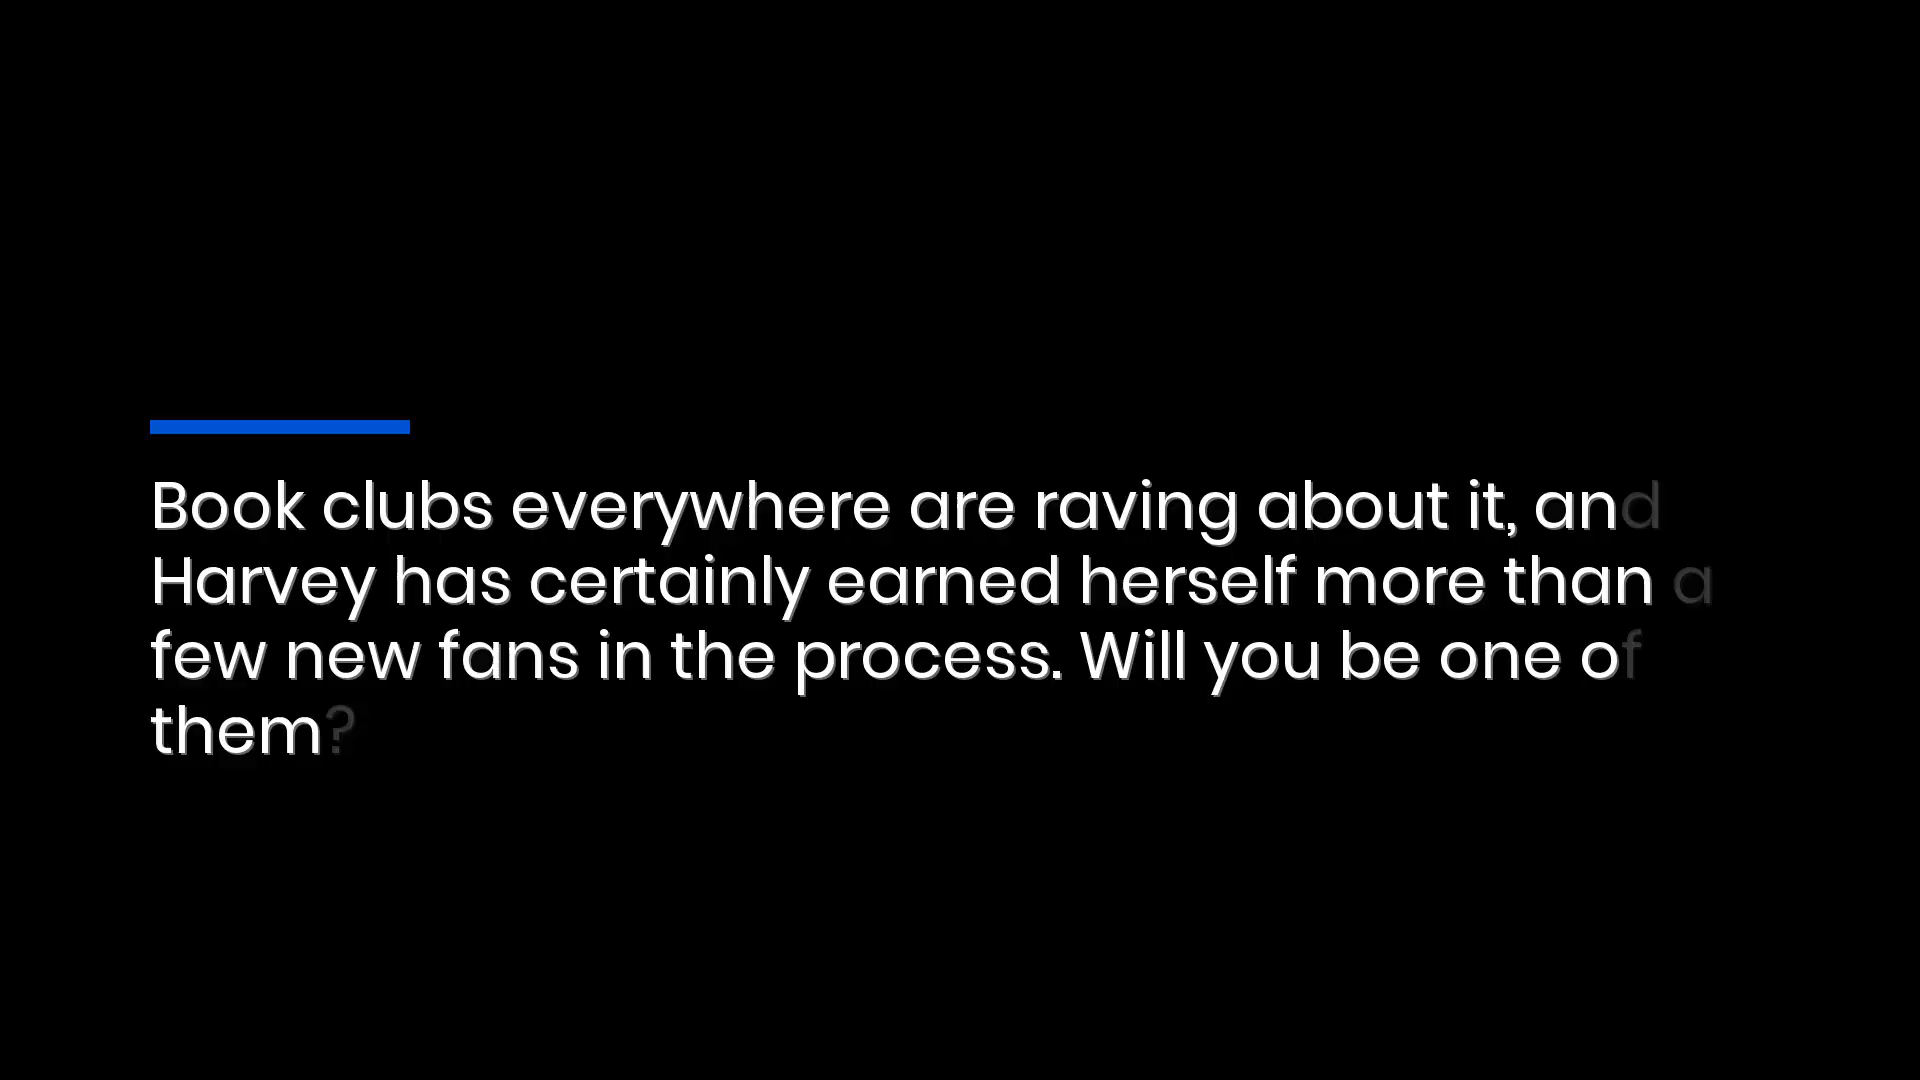 Book clubs everywhere are raving about it, and
Harvey has certainly earned herself more than a
few new fans in the process. Will you be one of
them?